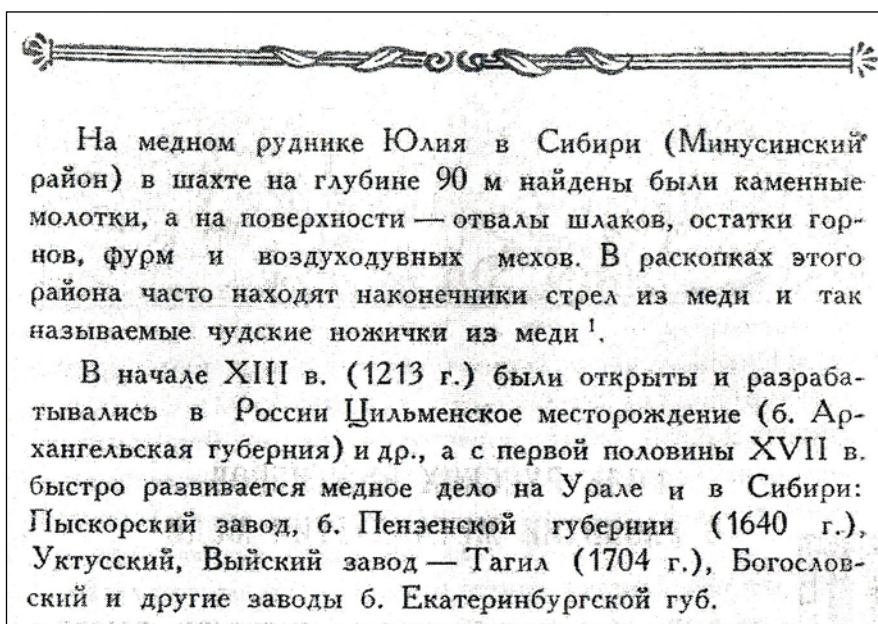 На медном руднике Юлия в Сибири (Минусинский
район) в шахте на глубине 90 м найдены были каменные
молотки, а на поверхности — отвалы шлаков, остатки гор-
нов, фурм и воздуходувных мехов. В раскопках этого
района часто находят наконечники стрел из меди и так
называемые чудские ножички из меди ¹.
В начале XIII в. (1213 г.) были открыты и разраба-
тывались в России Цильменское месторождение (б. Ар-
хангельская губерния) и др., а с первой половины XVII в.
быстро развивается медное дело на Урале и в Сибири:
Пыскорский завод, б. Пензенской губернии (1640 г.),
Уктусский, Выйский завод — Тагил (1704 г.), Богослов-
ский и другие заводы б. Екатеринбургской губ.